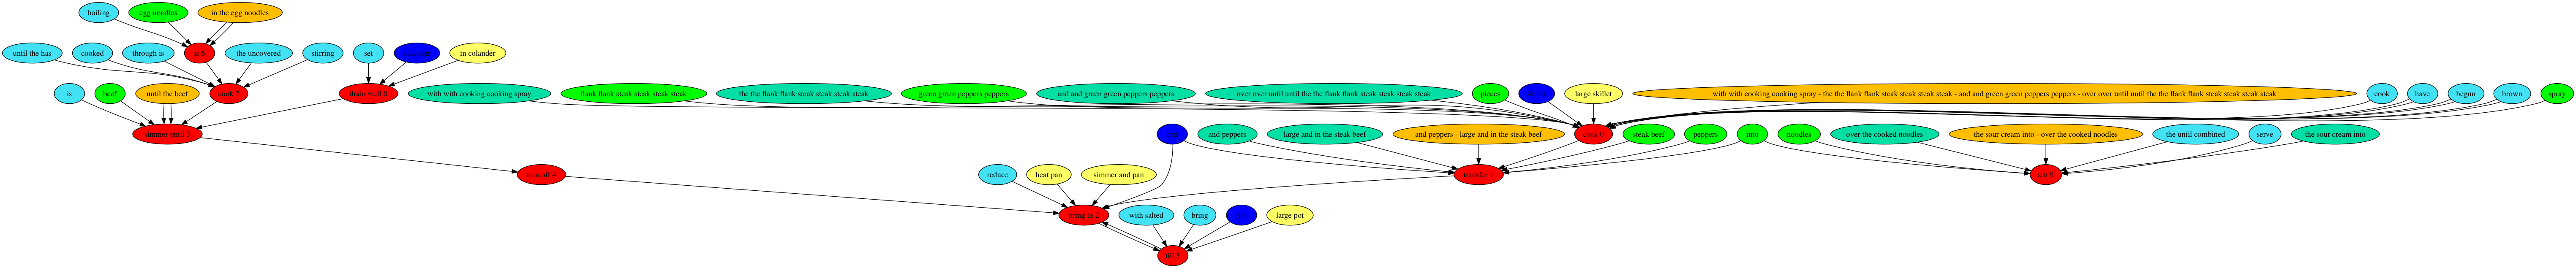 boiling
egg noodles
in the egg noodles
until the has
cooked
through is
is 6
the uncovered
stirring
set
in colander
is
beef
until the beef
cook 7
drain well 8
with with cooking cooking spray
flank flank steak steak steak steak
the the flank flank steak steak steak steak
green green peppers peppers
and and green green peppers peppers
over over until until the the flank flank steak steak steak steak
pieces
skillet
large skillet
with with cooking cooking spray - the the flank flank steak steak steak steak - and and green green peppers peppers - over over until until the the flank flank steak steak steak steak
cook
have
begun
brown
spray
simmer until 3
and peppers
large and in the steak beef
and peppers - large and in the steak beef
cook 0
steak beef
peppers
into
noodles
over the cooked noodles
the sour cream into - over the cooked noodles
the until combined
serve
the sour cream into
turn off 4
reduce
heat pan
simmer and pan
transfer 1
stir 9
bring to 2
with salted
bring
large pot
fill 5